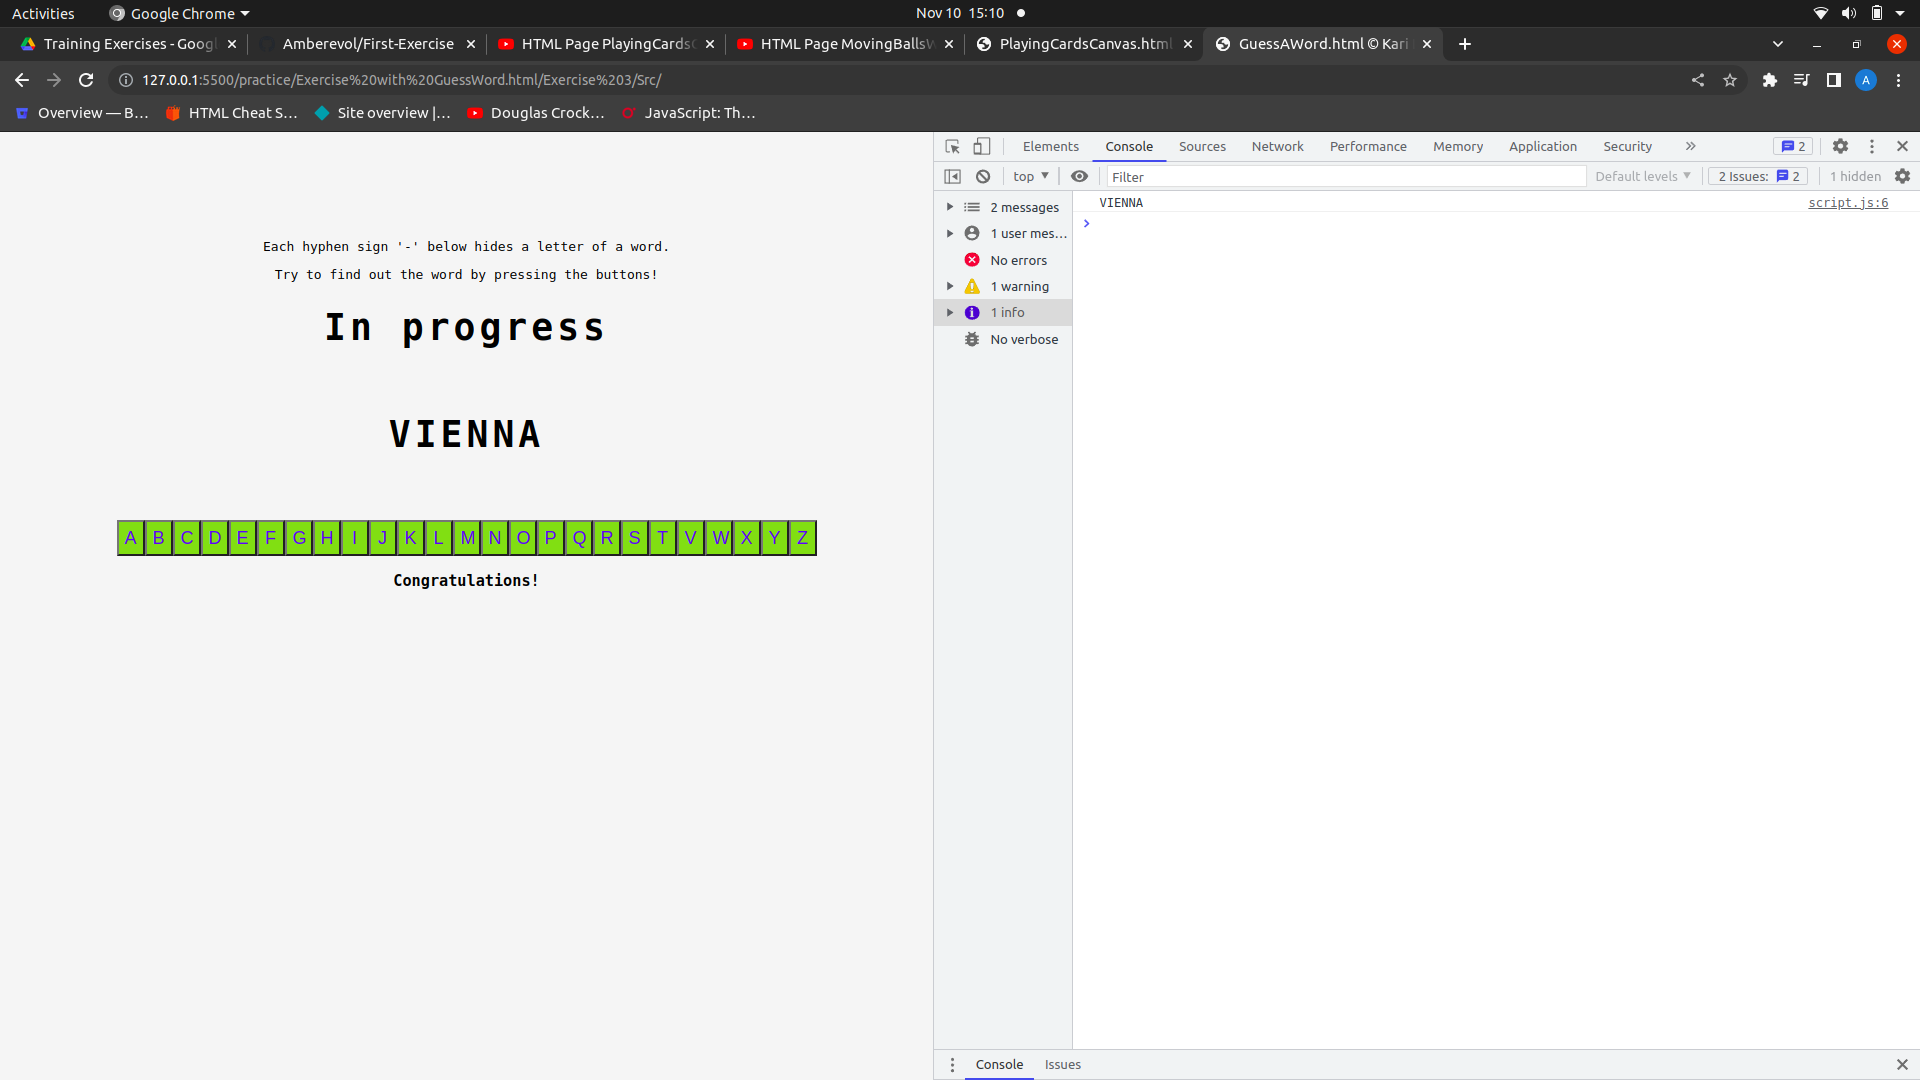 Activities
Google Chrome
Nov 10 15:10
Training Exercises - Googl
Amberevol/First-Exercise
HTML Page PlayingCardsC
HTML Page MovingBallsW
PlayingCardsCanvas.html
GuessAWord.html © Kari
127.0.0.1:5500/practice/Exercise%20with%20GuessWord.html/Exercise%203/Src/
A
Overview — B…
HTML Cheat S…
Site overview |…
Douglas Crock…
JavaScript: Th…
Each hyphen sign '-' below hides a letter of a word.
Try to find out the word by pressing the buttons!
In progress
VIENNA
A B C D E F G H I J K L M N O P Q R S T V W X Y Z
Congratulations!
Elements Console Sources Network Performance Memory Application Security » 2
top Filter Default levels 2 Issues: 2 1 hidden
2 messages
1 user mes…
No errors
1 warning
1 info
No verbose
VIENNA script.js:6
Console Issues